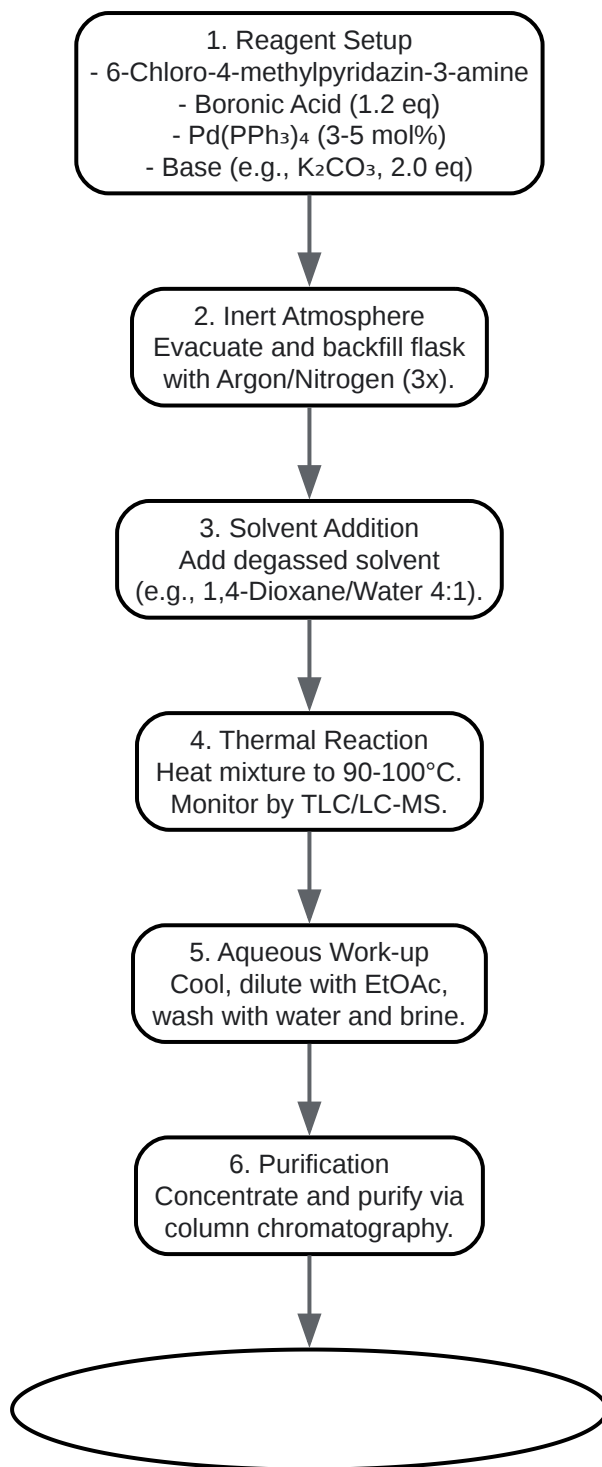 1. Reagent Setup
- 6-Chloro-4-methylpyridazin-3-amine
- Boronic Acid (1.2 eq)
- Pd(PPh₃)₄ (3-5 mol%)
- Base (e.g., K₂CO₃, 2.0 eq)
2. Inert Atmosphere
Evacuate and backfill flask
with Argon/Nitrogen (3x).
3. Solvent Addition
Add degassed solvent
(e.g., 1,4-Dioxane/Water 4:1).
4. Thermal Reaction
Heat mixture to 90-100°C.
Monitor by TLC/LC-MS.
5. Aqueous Work-up
Cool, dilute with EtOAc,
wash with water and brine.
6. Purification
Concentrate and purify via
column chromatography.